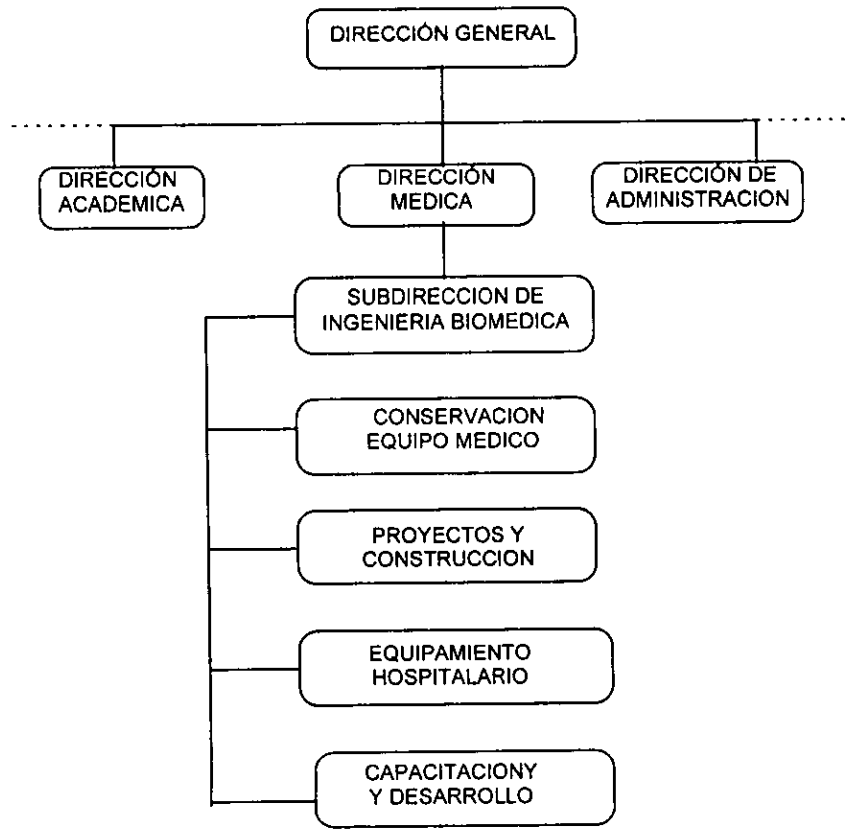 DIRECCIÓN GENERAL
DIRECCIÓN
ACADEMICA
DIRECCIÓN
MEDICA
DIRECCIÓN DE
ADMINISTRACION
SUBDIRECCION DE
INGENIERIA BIOMEDICA
CONSERVACION
EQUIPO MEDICO
PROYECTOS Y
CONSTRUCCION
EQUIPAMIENTO
HOSPITALARIO
CAPACITACIONY
Y DESARROLLO